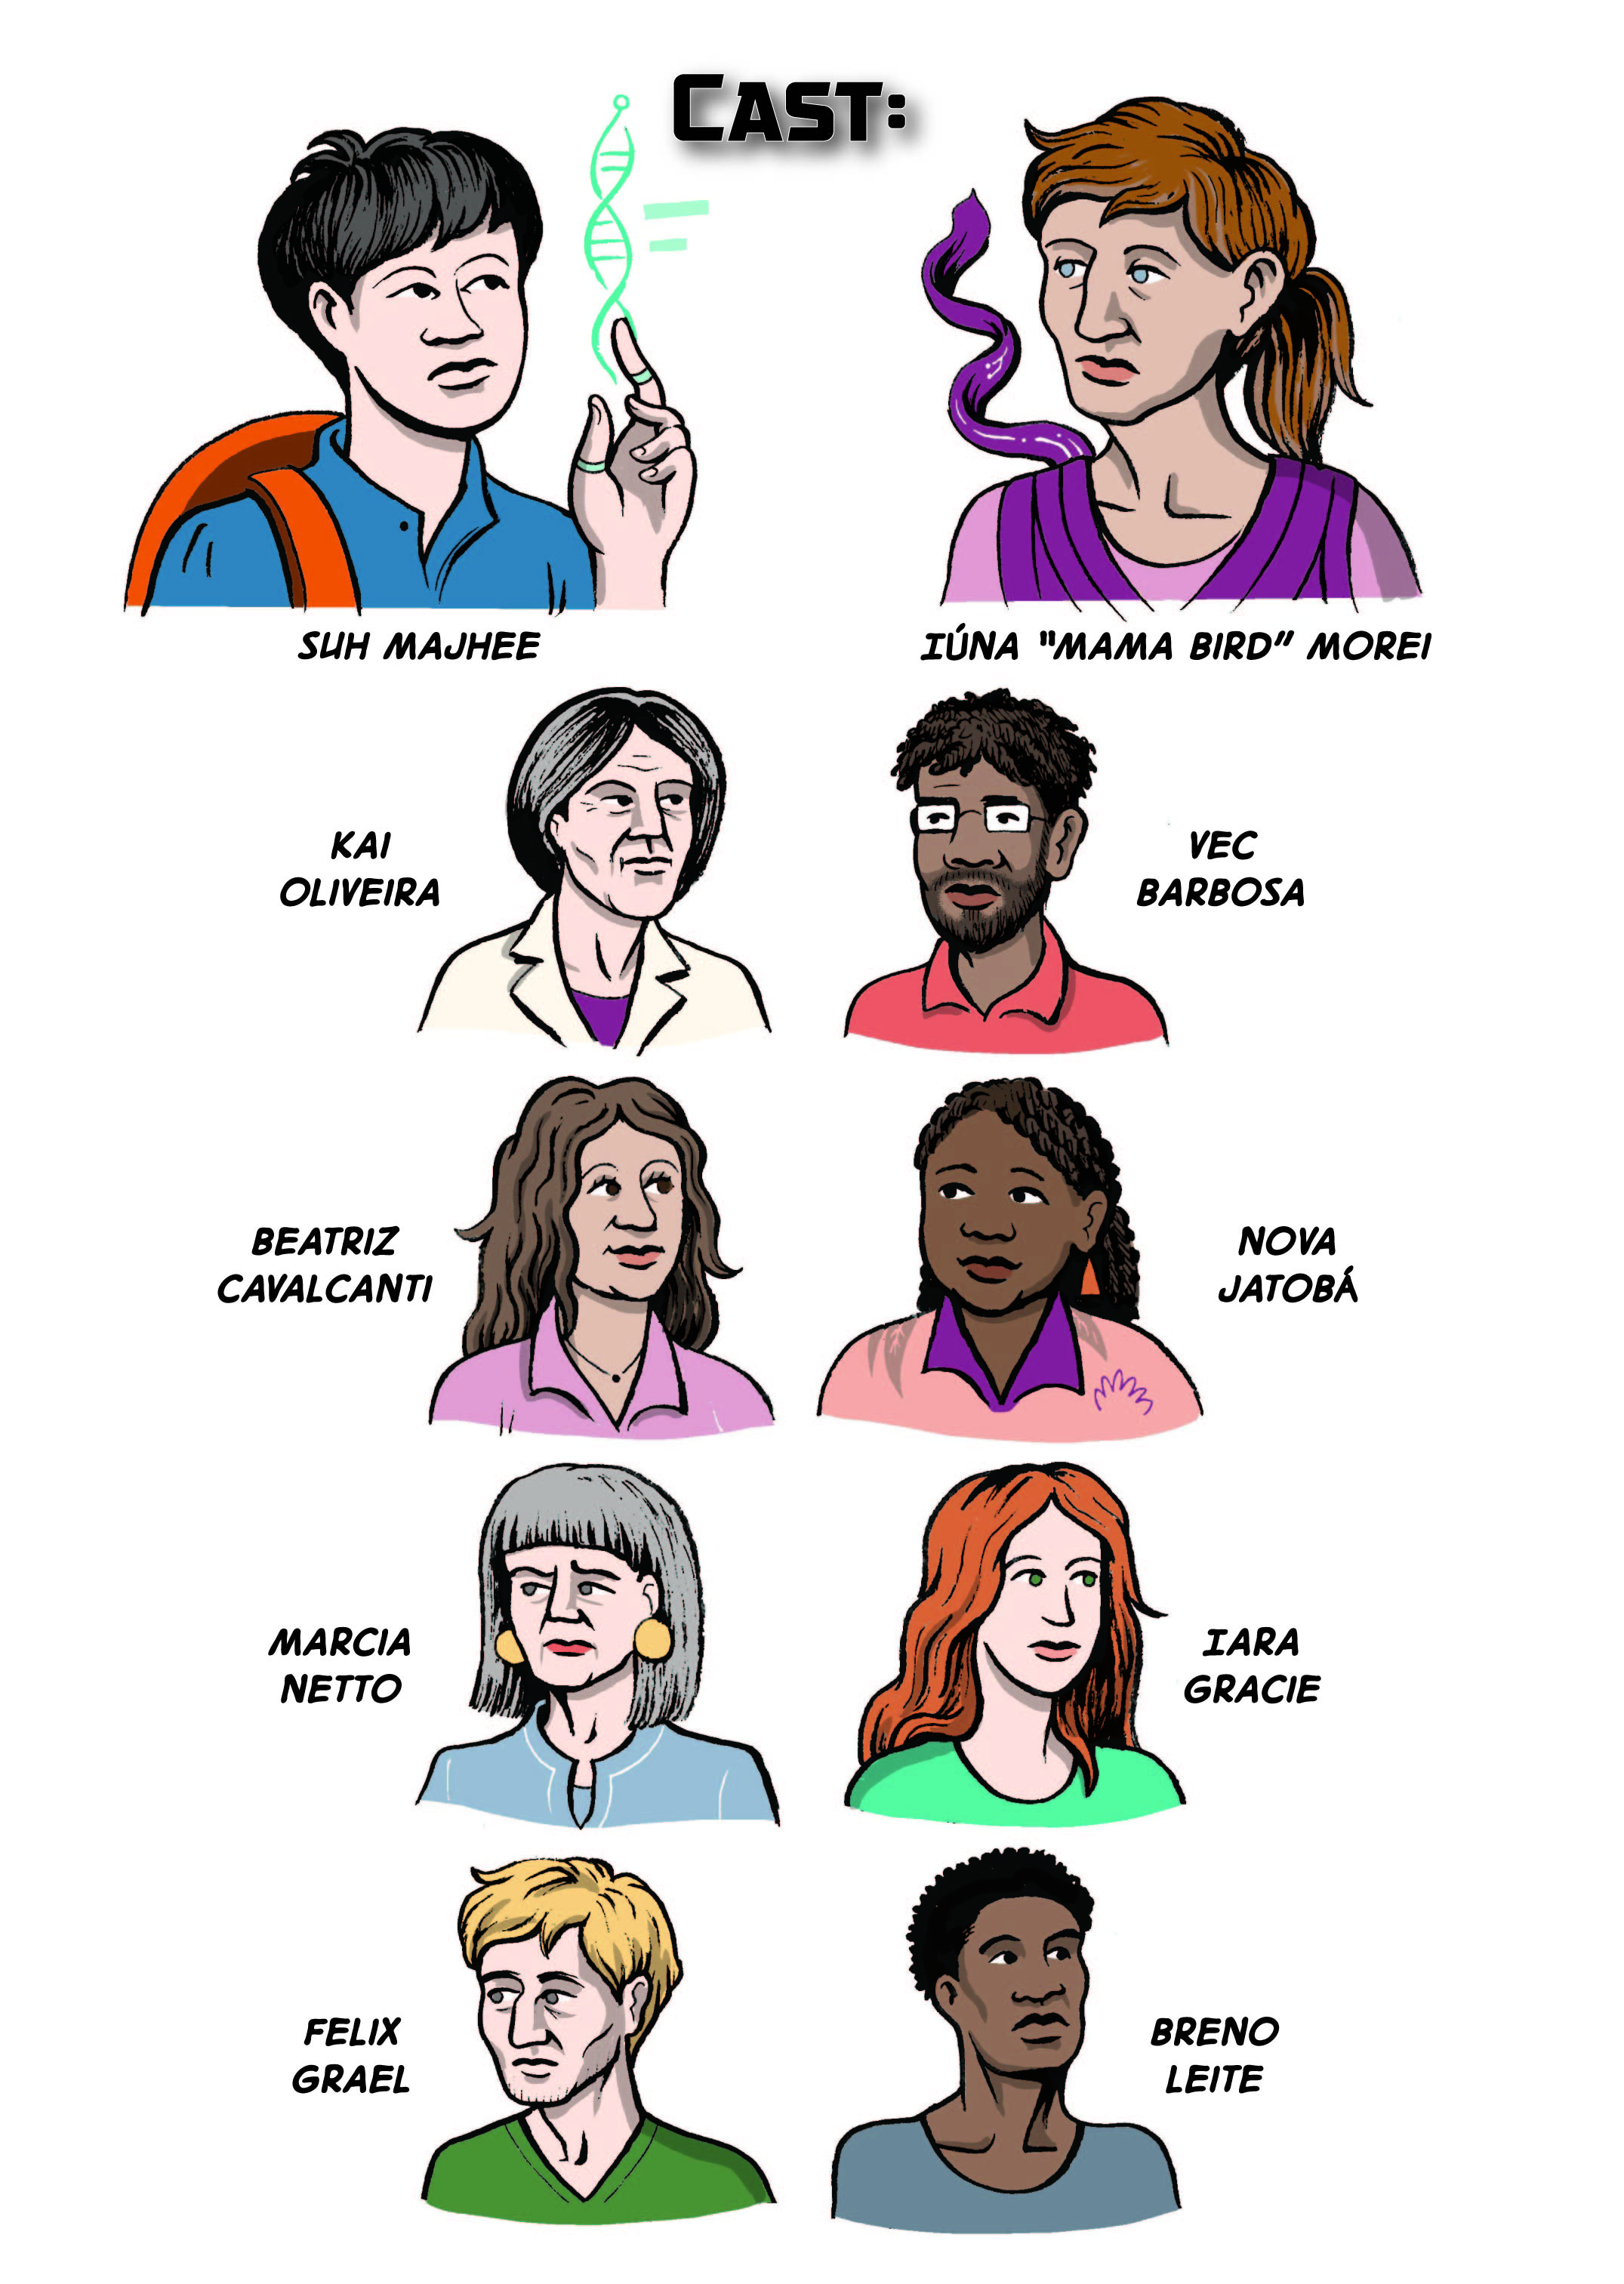 CAST:
SUH MAJHEE
IÚNA "MAMA BIRD" MOREI
KAI
OLIVEIRA
VEC
BARBOSA
BEATRIZ
CAVALCANTI
NOVA
JATOBÁ
MARCIA
NETTO
IARA
GRACIE
FELIX
GRAEL
BRENO
LEITE